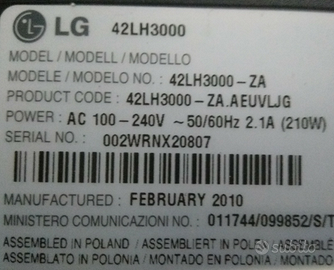 LG 42LH3000
MODEL / MODELL / MODELLO
MODELE / MODELO NO. : 42LH3000-ZA
PRODUCT CODE : 42LH3000-ZA.AEUVLJG
POWER : AC 100-240V ~50/60Hz 2.1A (210W)
SERIAL NO. : 002WRNX20807
MANUFACTURED : FEBRUARY 2010
MINISTERO COMUNICAZIONI NO. : 011744/099852/S/T
ASSEMBLED IN POLAND / ASSEMBLIERT IN POLEN /
ASSEMBLATO IN POLONIA / MONTADO EN POLONIA /